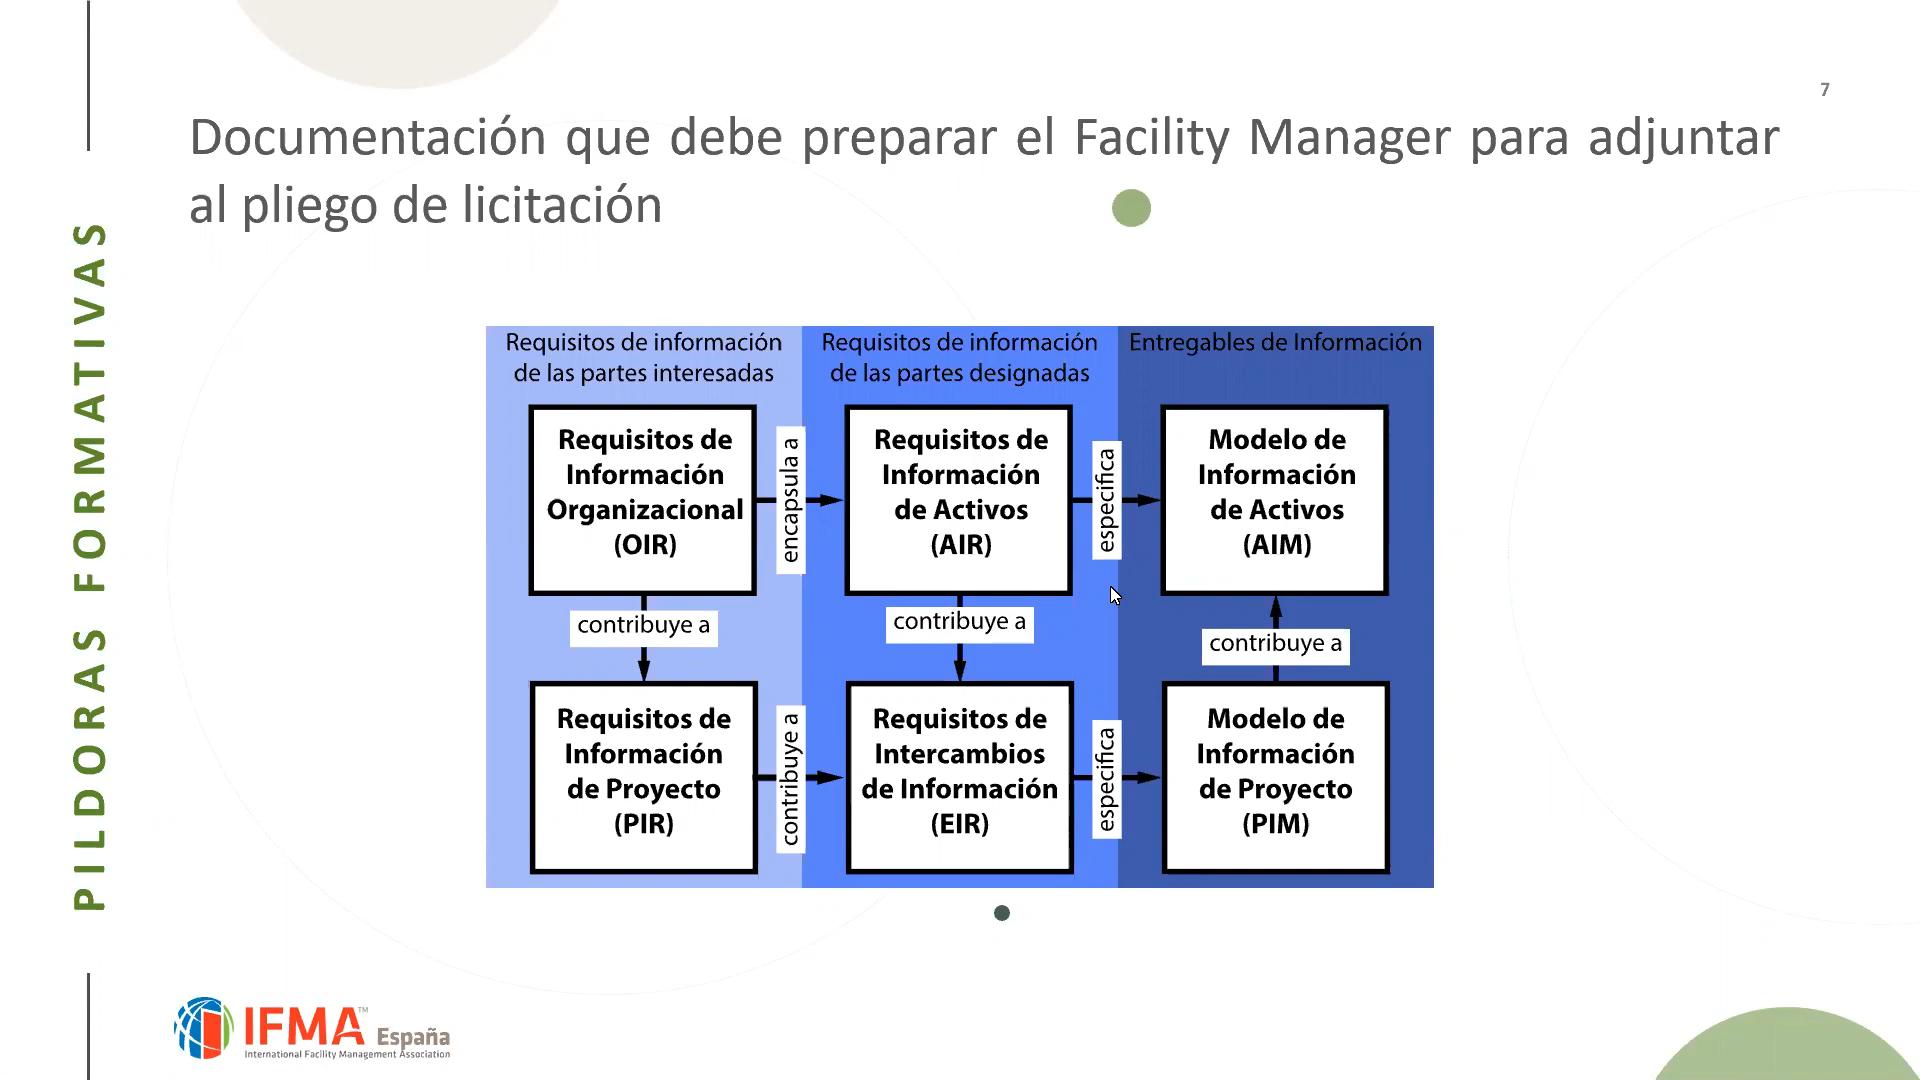 7
Documentación que debe preparar el Facility Manager para adjuntar
al pliego de licitación
PILDORAS FORMATIVAS
Requisitos de información
de las partes interesadas
Requisitos de información
de las partes designadas
Entregables de Información
Requisitos de
Información
Organizacional
(OIR)
encapsula a
Requisitos de
Información
de Activos
(AIR)
especifica
Modelo de
Información
de Activos
(AIM)
contribuye a
contribuye a
contribuye a
Requisitos de
Información
de Proyecto
(PIR)
contribuye a
Requisitos de
Intercambios
de Información
(EIR)
especifica
Modelo de
Información
de Proyecto
(PIM)
IFMA™ España
International Facility Management Association